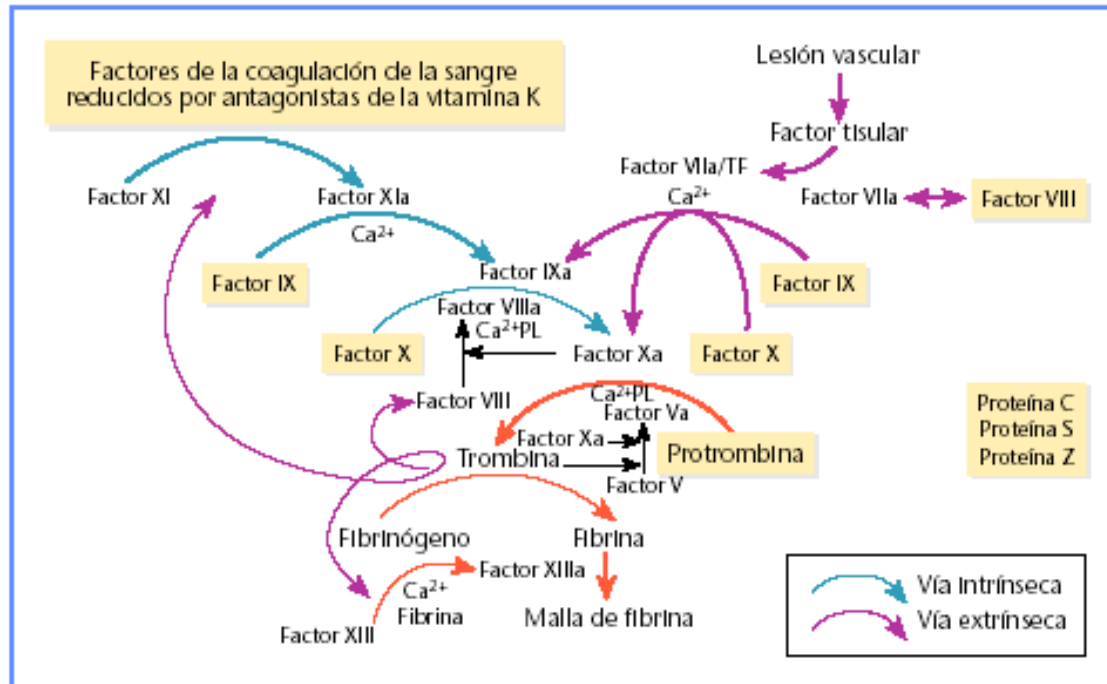 Factores de la coagulación de la sangre
reducidos por antagonistas de la vitamina K
Lesión vascular
Factor tisular
Factor VIIa/TF
Ca²⁺
Factor VIIa
Factor VIII
Factor XI
Factor XIa
Ca²⁺
Factor IX
Factor IXa
Factor IX
Factor VIIIa
Ca²⁺PL
Factor X
Factor Xa
Factor X
Factor VIII
Ca²⁺PL
Factor Va
Factor Xa
Trombina
Protrombina
Factor V
Proteína C
Proteína S
Proteína Z
Fibrinógeno
Fibrina
Factor XIIIa
Ca²⁺
Fibrina
Factor XIII
Malla de fibrina
Vía intrínseca
Vía extrínseca